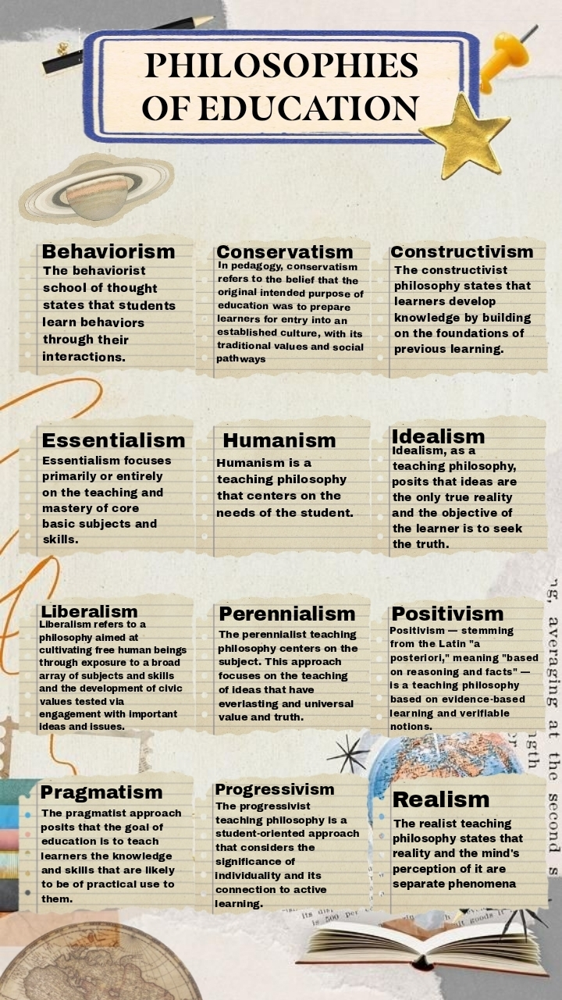 PHILOSOPHIES
OF EDUCATION
Behaviorism
The behaviorist
school of thought
states that students
learn behaviors
through their
interactions.
Conservatism
In pedagogy, conservatism
refers to the belief that the
original intended purpose of
education was to prepare
learners for entry into an
established culture, with its
traditional values and social
pathways
Constructivism
The constructivist
philosophy states that
learners develop
knowledge by building
on the foundations of
previous learning.
Essentialism
Essentialism focuses
primarily or entirely
on the teaching and
mastery of core
basic subjects and
skills.
Humanism
Humanism is a
teaching philosophy
that centers on the
needs of the student.
Idealism
Idealism, as a
teaching philosophy,
posits that ideas are
the only true reality
and the objective of
the learner is to seek
the truth.
Liberalism
Liberalism refers to a
philosophy aimed at
cultivating free human beings
through exposure to a broad
array of subjects and skills
and the development of civic
values tested via
engagement with important
ideas and issues.
Perennialism
The perennialist teaching
philosophy centers on the
subject. This approach
focuses on the teaching
of ideas that have
everlasting and universal
value and truth.
Positivism
Positivism — stemming
from the Latin "a
posteriori," meaning "based
on reasoning and facts" —
is a teaching philosophy
based on evidence-based
learning and verifiable
notions.
Pragmatism
The pragmatist approach
posits that the goal of
education is to teach
learners the knowledge
and skills that are likely
to be of practical use to
them.
Progressivism
The progressivist
teaching philosophy is a
student-oriented approach
that considers the
significance of
individuality and its
connection to active
learning.
Realism
The realist teaching
philosophy states that
reality and the mind's
perception of it are
separate phenomena
averaging at the second
is 500 per
it goods it